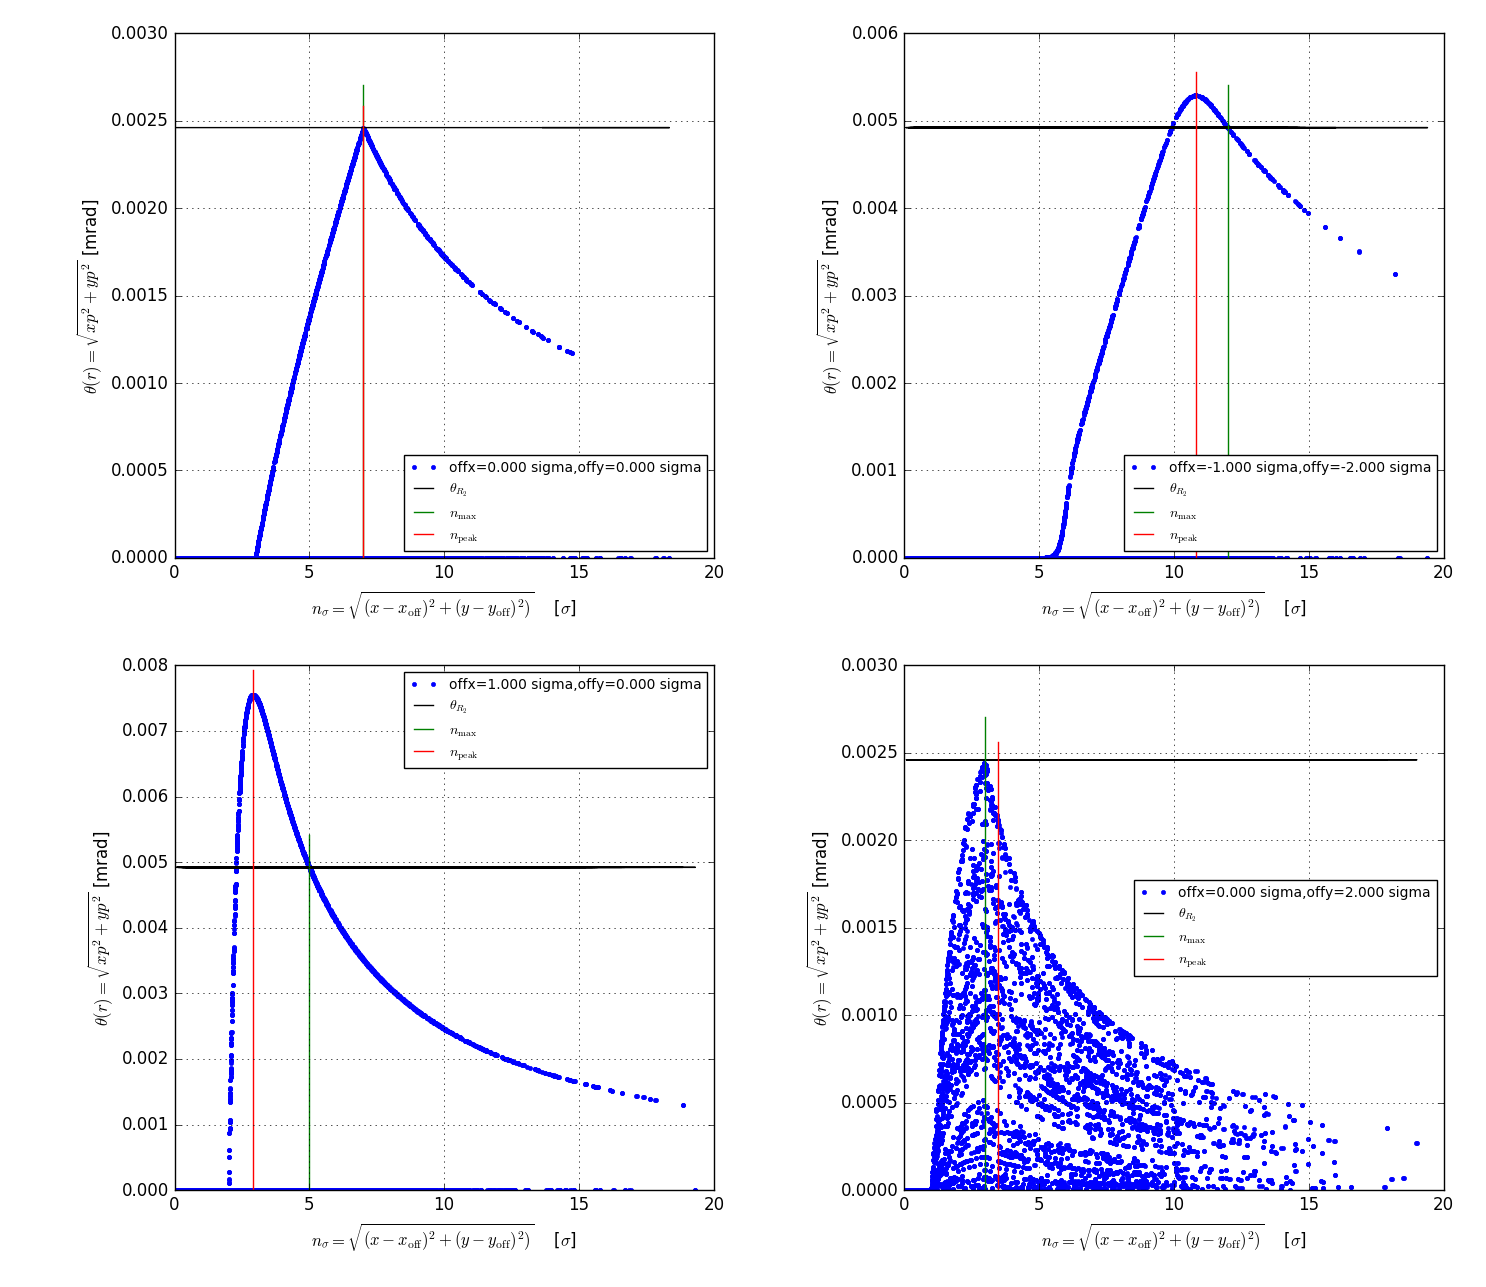 0.0030
0.0025
0.0020
0.0015
0.0010
0.0005
0.0000
0 5 10 15 20
θ(r) = √xp² + yp² [mrad]
n_σ = √(x − x_off)² + (y − y_off)²) [σ]
offx=0.000 sigma,offy=0.000 sigma
θ_R₂
n_max
n_peak
0.006
0.005
0.004
0.003
0.002
0.001
0.000
0 5 10 15 20
θ(r) = √xp² + yp² [mrad]
n_σ = √(x − x_off)² + (y − y_off)²) [σ]
offx=-1.000 sigma,offy=-2.000 sigma
θ_R₂
n_max
n_peak
0.008
0.007
0.006
0.005
0.004
0.003
0.002
0.001
0.000
0 5 10 15 20
θ(r) = √xp² + yp² [mrad]
n_σ = √(x − x_off)² + (y − y_off)²) [σ]
offx=1.000 sigma,offy=0.000 sigma
θ_R₂
n_max
n_peak
0.0030
0.0025
0.0020
0.0015
0.0010
0.0005
0.0000
0 5 10 15 20
θ(r) = √xp² + yp² [mrad]
n_σ = √(x − x_off)² + (y − y_off)²) [σ]
offx=0.000 sigma,offy=2.000 sigma
θ_R₂
n_max
n_peak